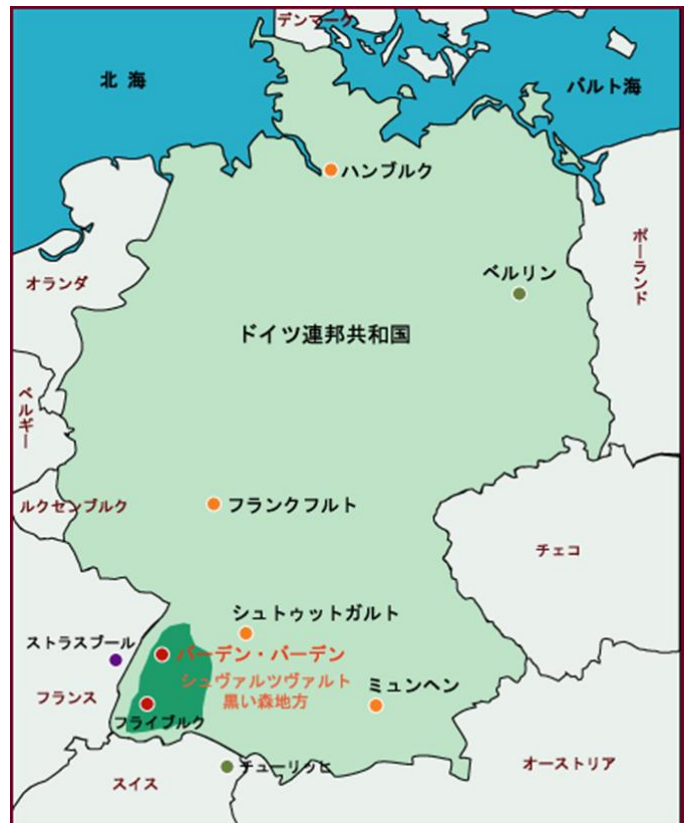 デンマーク
北 海
バルト海
ハンブルク
ポーランド
オランダ
ベルリン
ドイツ連邦共和国
ベルギー
ルクセンブルク
フランクフルト
チェコ
シュトゥットガルト
ストラスブール
バーデン・バーデン
シュヴァルツヴァルト
黒い森地方
ミュンヘン
フランス
フライブルク
チューリッヒ
オーストリア
スイス